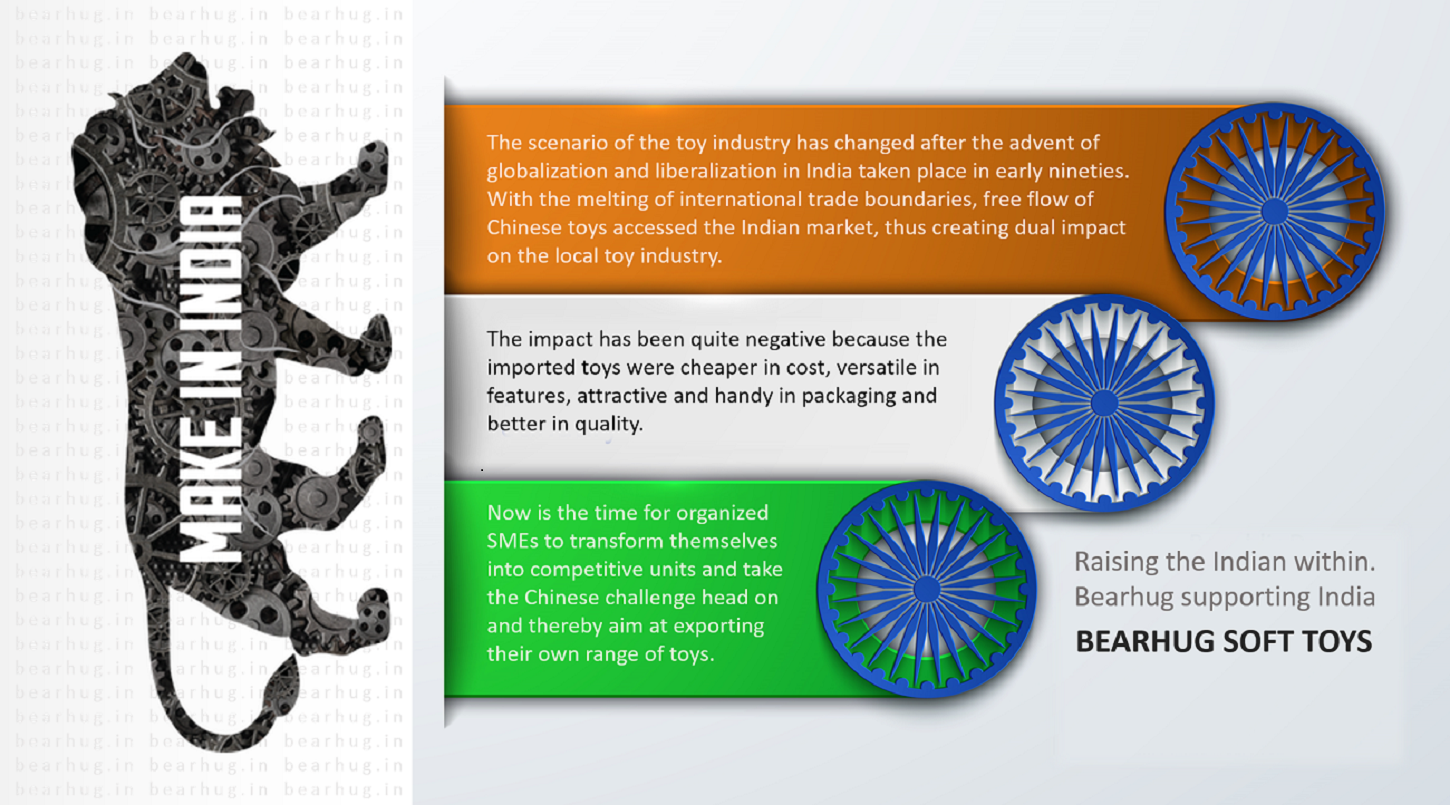 MAKE IN INDIA
The scenario of the toy industry has changed after the advent of
globalization and liberalization in India taken place in early nineties.
With the melting of international trade boundaries, free flow of
Chinese toys accessed the Indian market, thus creating dual impact
on the local toy industry.
The impact has been quite negative because the
imported toys were cheaper in cost, versatile in
features, attractive and handy in packaging and
better in quality.
Now is the time for organized
SMEs to transform themselves
into competitive units and take
the Chinese challenge head on
and thereby aim at exporting
their own range of toys.
Raising the Indian within.
Bearhug supporting India
BEARHUG SOFT TOYS
bearhug.in bearhug.in bearhug.in